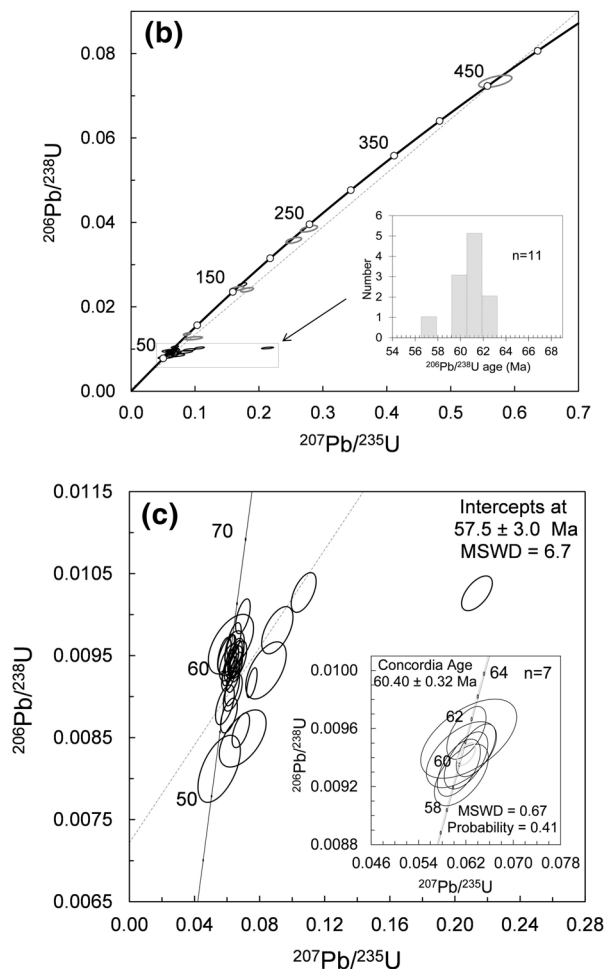 (b)
0.08
450
0.06
350
250
0.04
150
0.02
50
0.00
0.0 0.1 0.2 0.3 0.4 0.5 0.6 0.7
206Pb/238U
207Pb/235U
6
5
4
3
2
1
0
Number
n=11
54 56 58 60 62 64 66 68
206Pb/238U age (Ma)
(c)
0.0115
70
Intercepts at
57.5 ± 3.0 Ma
MSWD = 6.7
0.0105
0.0095
60
0.0085
50
0.0075
0.0065
0.00 0.04 0.08 0.12 0.16 0.20 0.24 0.28
206Pb/238U
207Pb/235U
0.0100
Concordia Age
60.40 ± 0.32 Ma
64
n=7
62
0.0096
60
0.0092
58
MSWD = 0.67
Probability = 0.41
0.0088
0.046 0.054 0.062 0.070 0.078
206Pb/238U
207Pb/235U